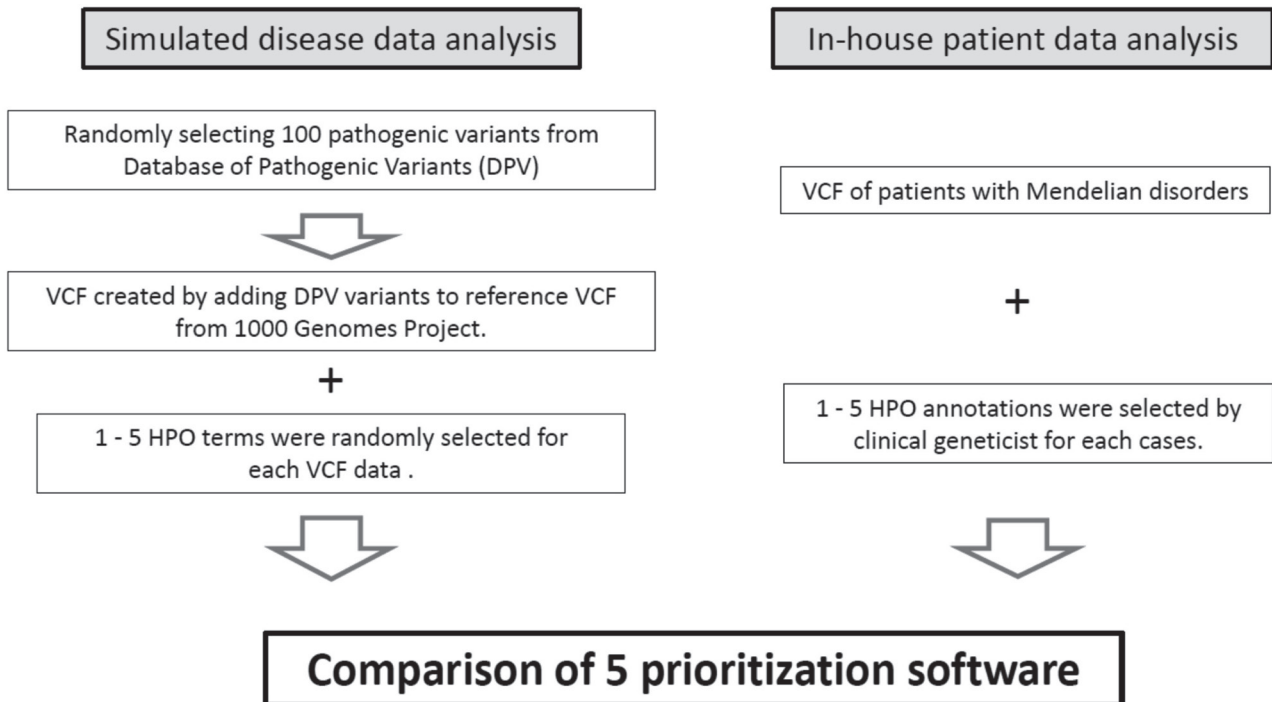 Simulated disease data analysis
Randomly selecting 100 pathogenic variants from
Database of Pathogenic Variants (DPV)
VCF created by adding DPV variants to reference VCF
from 1000 Genomes Project.
+
1 - 5 HPO terms were randomly selected for
each VCF data .
In-house patient data analysis
VCF of patients with Mendelian disorders
+
1 - 5 HPO annotations were selected by
clinical geneticist for each cases.
Comparison of 5 prioritization software